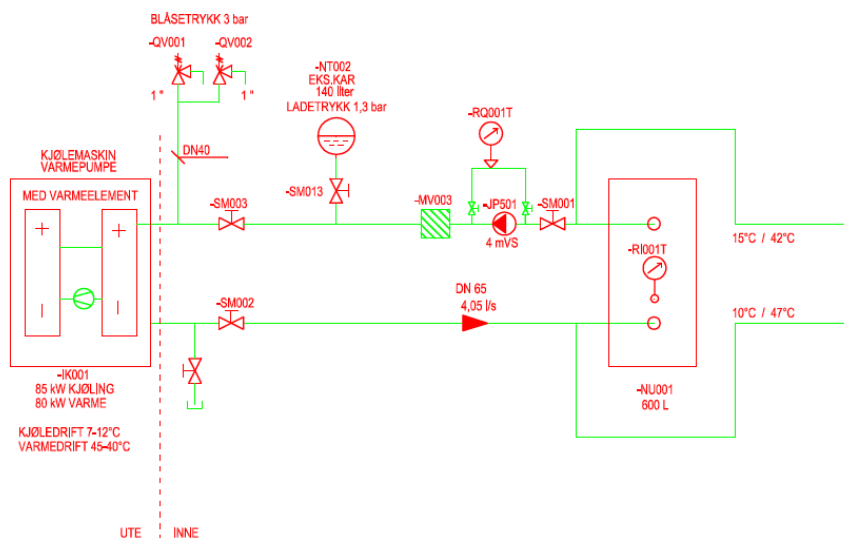 BLÅSETRYKK 3 bar
-QV001
-QV002
1 "
1 "
-NT002
EKS.KAR
140 liter
LADETRYKK 1,3 bar
-RQ001T
DN40
KJØLEMASKIN
VARMEPUMPE
MED VARMEELEMENT
-SM003
-SM013
-MV003
-JP501
-SM001
4 mVS
-RI001T
15°C / 42°C
-SM002
DN 65
4,05 l/s
10°C / 47°C
-IK001
85 kW KJØLING
80 kW VARME
-NU001
600 L
KJØLEDRIFT 7-12°C
VARMEDRIFT 45-40°C
UTE
INNE